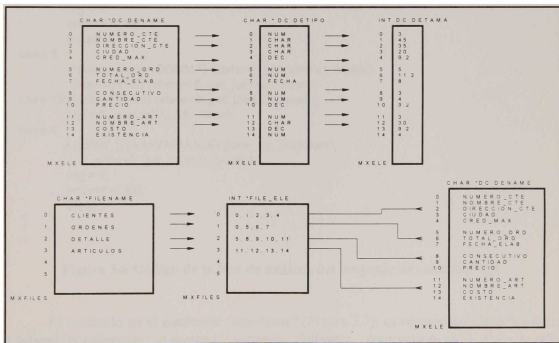 CHAR *DC DENAME
0 NUMERO_CTE
1 NOMBRE_CTE
2 DIRECCION_CTE
3 CIUDAD
4 CRED_MAX
5 NUMERO_ORD
6 TOTAL_ORD
7 FECHA_ELAB
8 CONSECUTIVO
9 CANTIDAD
10 PRECIO
11 NUMERO_ART
12 NOMBRE_ART
13 COSTO
14 EXISTENCIA
MXELE
CHAR *DC DETIPO
0 NUM
1 CHAR
2 CHAR
3 CHAR
4 DEC
5 NUM
6 NUM
7 FECHA
8 NUM
9 NUM
10 DEC
11 NUM
12 CHAR
13 DEC
14 NUM
MXELE
INT DC DETAMA
0 3
1 45
2 35
3 20
4 9.2
5 5
6 11.2
7 8
8 3
9 4
10 9.2
11 3
12 30
13 9.2
14 4
CHAR *FILENAME
0 CLIENTES
1 ORDENES
2 DETALLE
3 ARTICULOS
4
5
MXFILES
INT *FILE_ELE
0 0, 1, 2, 3, 4
1 0, 5, 6, 7
2 5, 8, 9, 10, 11
3 11, 12, 13, 14
4
5
MXFILES
CHAR *DC DENAME
0 NUMERO_CTE
1 NOMBRE_CTE
2 DIRECCION_CTE
3 CIUDAD
4 CRED_MAX
5 NUMERO_ORD
6 TOTAL_ORD
7 FECHA_ELAB
8 CONSECUTIVO
9 CANTIDAD
10 PRECIO
11 NUMERO_ART
12 NOMBRE_ART
13 COSTO
14 EXISTENCIA
MXELE